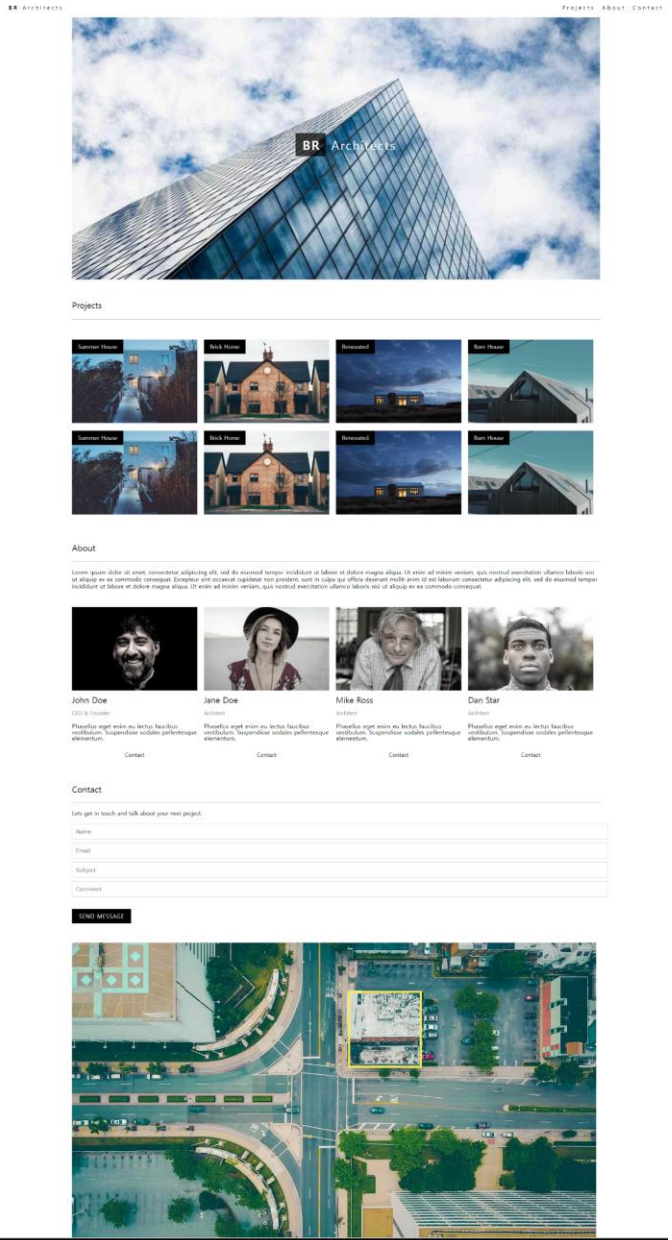 BR Architects
Projects About Contact
BR Architects
Projects
Summer House
Brick Home
Renovated
Barn House
Summer House
Brick Home
Renovated
Barn House
About
Lorem ipsum dolor sit amet, consectetur adipiscing elit, sed do eiusmod tempor incididunt ut labore et dolore magna aliqua. Ut enim ad minim veniam, quis nostrud exercitation ullamco laboris nisi
ut aliquip ex ea commodo consequat. Excepteur sint occaecat cupidatat non proident, sunt in culpa qui officia deserunt mollit anim id est laborum consectetur adipiscing elit, sed do eiusmod tempor
incididunt ut labore et dolore magna aliqua. Ut enim ad minim veniam, quis nostrud exercitation ullamco laboris nisi ut aliquip ex ea commodo consequat.
John Doe
CEO & Founder
Phasellus eget enim eu lectus faucibus
vestibulum. Suspendisse sodales pellentesque
elementum.
Contact
Jane Doe
Architect
Phasellus eget enim eu lectus faucibus
vestibulum. Suspendisse sodales pellentesque
elementum.
Contact
Mike Ross
Architect
Phasellus eget enim eu lectus faucibus
vestibulum. Suspendisse sodales pellentesque
elementum.
Contact
Dan Star
Architect
Phasellus eget enim eu lectus faucibus
vestibulum. Suspendisse sodales pellentesque
elementum.
Contact
Contact
Lets get in touch and talk about your next project.
Name
Email
Subject
Comment
SEND MESSAGE